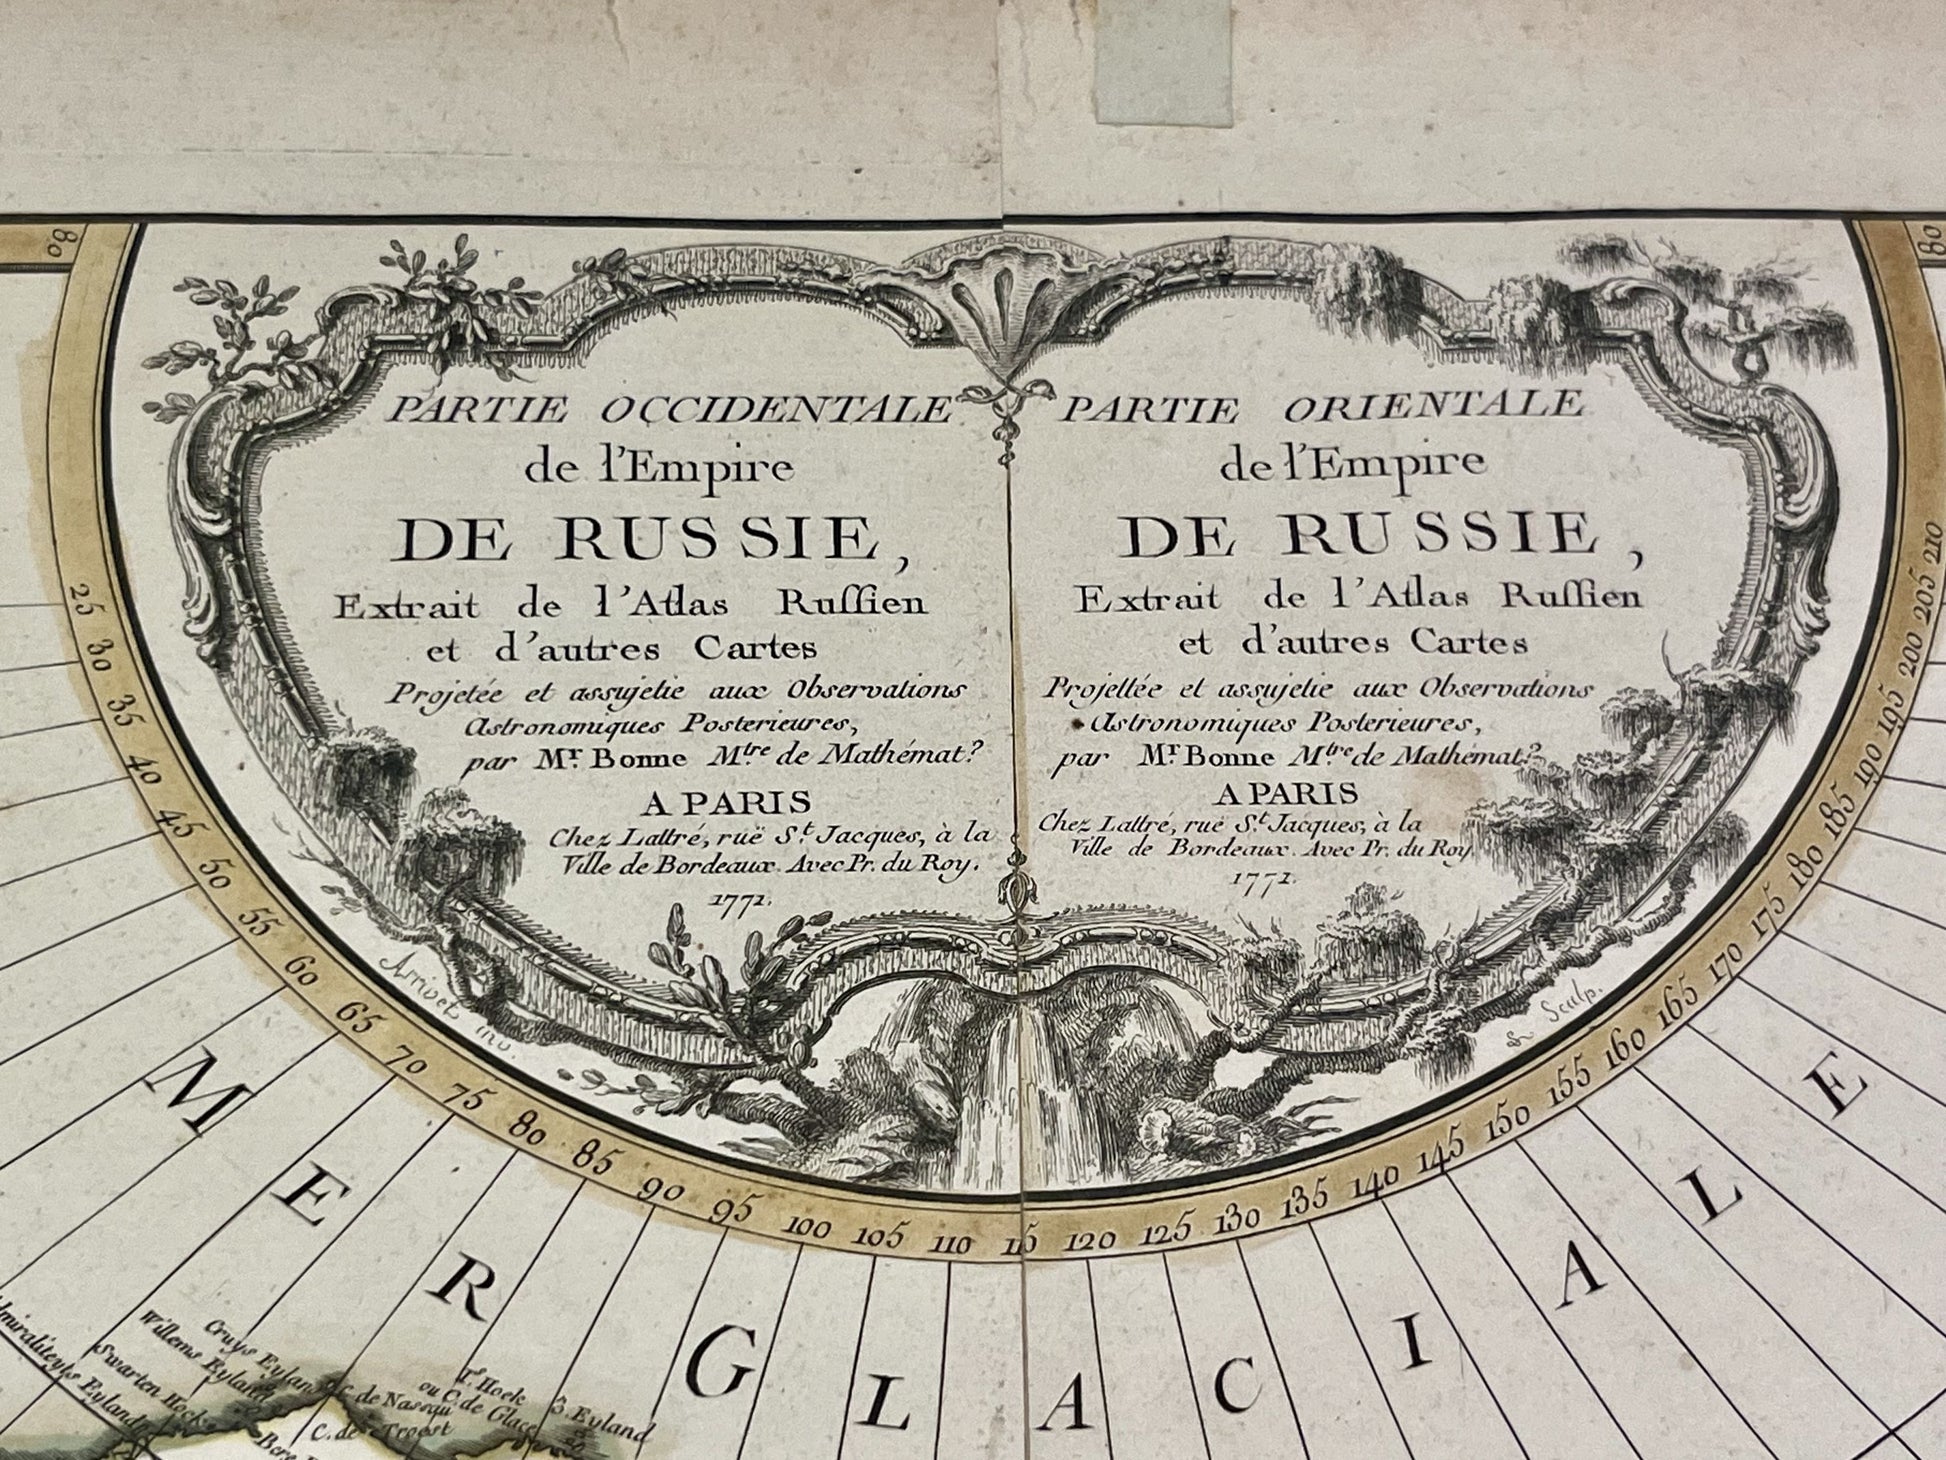 PARTIE OCCIDENTALE
de l'Empire
DE RUSSIE,
Extrait de l'Atlas Russien
et d'autres Cartes
Projetée et assujetie aux Observations
Astronomiques Posterieures,
par Mr. Bonne Mtre de Mathémat?
A PARIS
Chez Lattré, ruë St. Jacques, à la
Ville de Bordeaux. Avec Pr. du Roy.
1771.
PARTIE ORIENTALE
de l'Empire
DE RUSSIE,
Extrait de l'Atlas Russien
et d'autres Cartes
Projettée et assujetie aux Observations
Astronomiques Posterieures,
par Mr. Bonne Mtre de Mathémat?
A PARIS
Chez Lattré, ruë St. Jacques, à la
Ville de Bordeaux. Avec Pr. du Roy.
1771.
Arrivet inv.
& Sculp.
80
80
25 30 35 40 45 50 55 60 65 70 75 80 85 90 95 100 105 110 115 120 125 130 135 140 145 150 155 160 165 170 175 180 185 190 195 200 205 210
MER GLACIALE
Cruys Eyland
Willems Eyland
Swarten Hoek
Admiraliteyts Eyland
C. de Nassau
C. de Troost
Ys Hoek
ou C. de Glace
3. Eyland